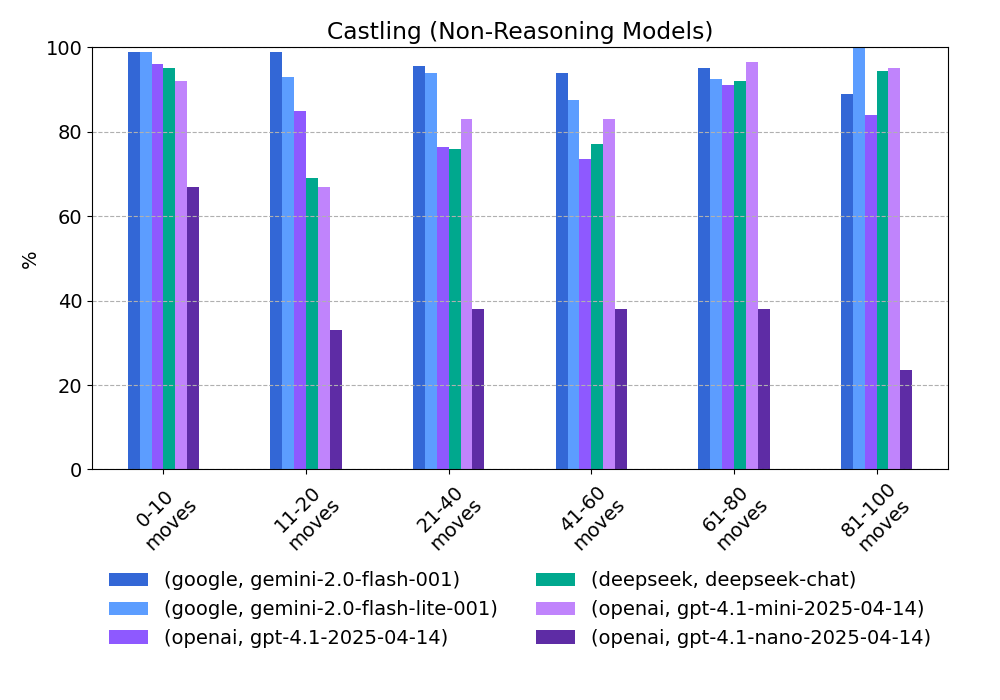 Castling (Non-Reasoning Models)
%
100
80
60
40
20
0
0-10
moves
11-20
moves
21-40
moves
41-60
moves
61-80
moves
81-100
moves
(google, gemini-2.0-flash-001)
(google, gemini-2.0-flash-lite-001)
(openai, gpt-4.1-2025-04-14)
(deepseek, deepseek-chat)
(openai, gpt-4.1-mini-2025-04-14)
(openai, gpt-4.1-nano-2025-04-14)